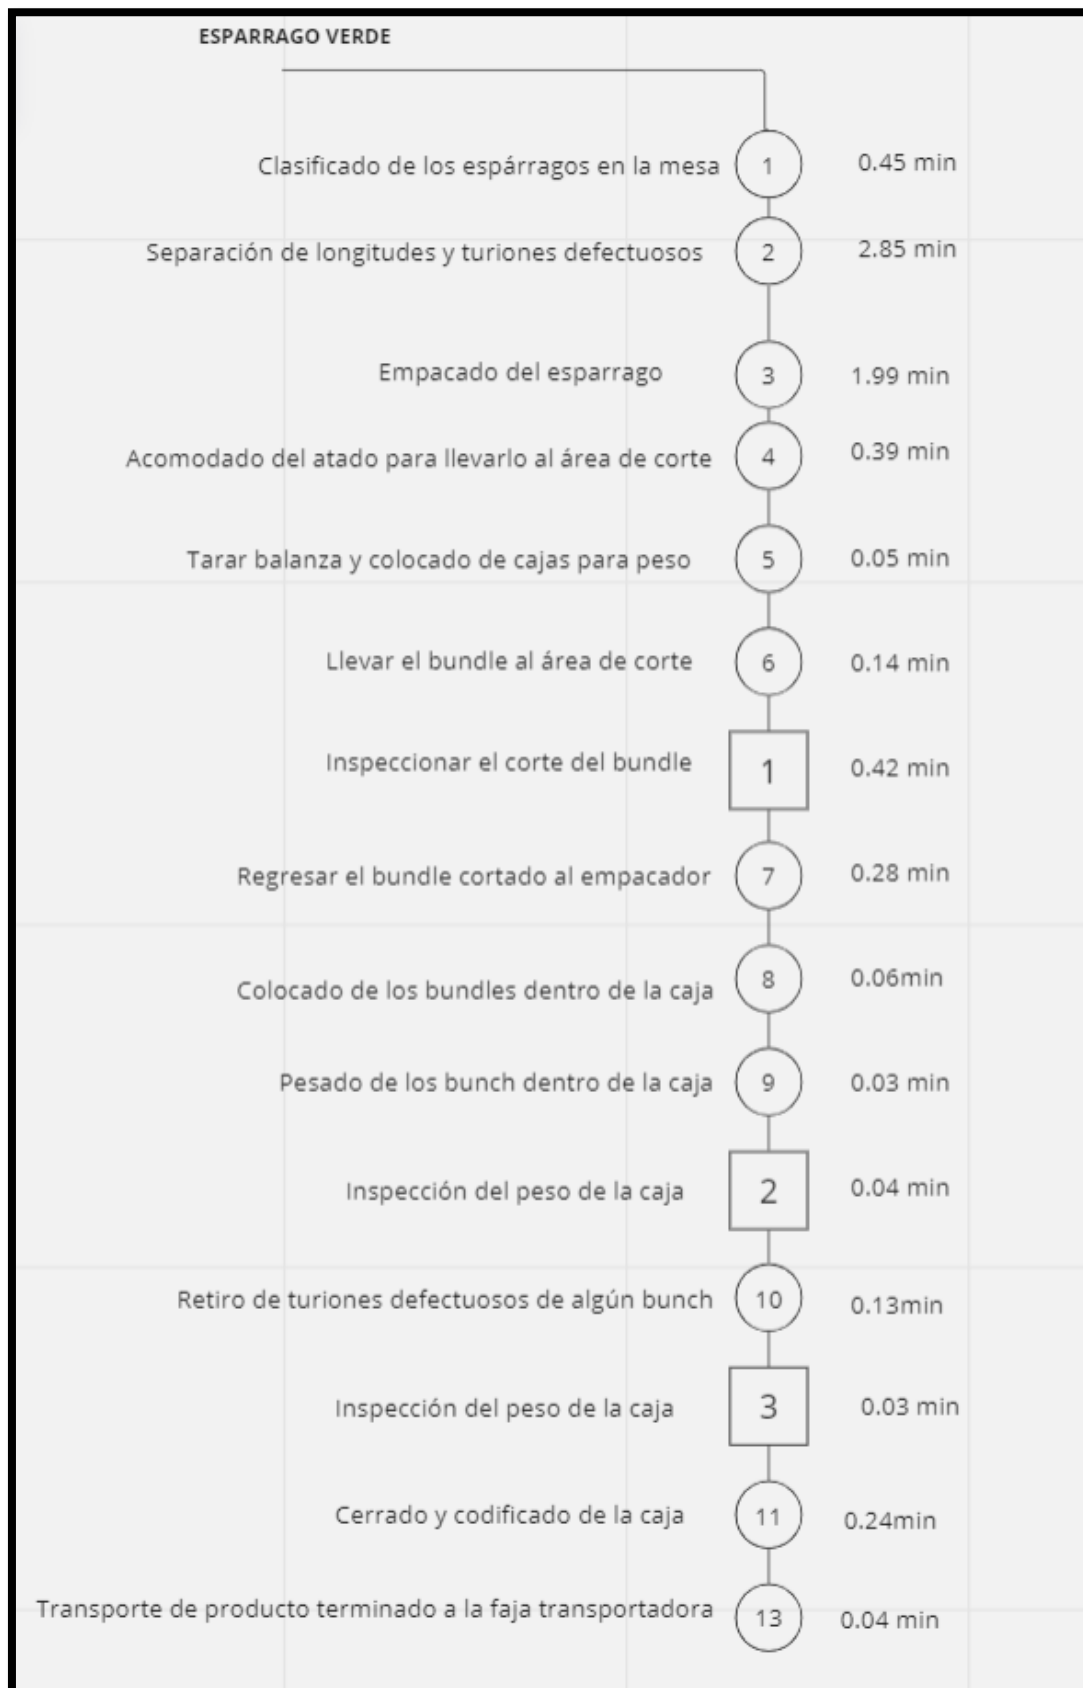 ESPARRAGO VERDE
Clasificado de los espárragos en la mesa 1 0.45 min
Separación de longitudes y turiones defectuosos 2 2.85 min
Empacado del esparrago 3 1.99 min
Acomodado del atado para llevarlo al área de corte 4 0.39 min
Tarar balanza y colocado de cajas para peso 5 0.05 min
Llevar el bundle al área de corte 6 0.14 min
Inspeccionar el corte del bundle 1 0.42 min
Regresar el bundle cortado al empacador 7 0.28 min
Colocado de los bundles dentro de la caja 8 0.06min
Pesado de los bunch dentro de la caja 9 0.03 min
Inspección del peso de la caja 2 0.04 min
Retiro de turiones defectuosos de algún bunch 10 0.13min
Inspección del peso de la caja 3 0.03 min
Cerrado y codificado de la caja 11 0.24min
Transporte de producto terminado a la faja transportadora 13 0.04 min